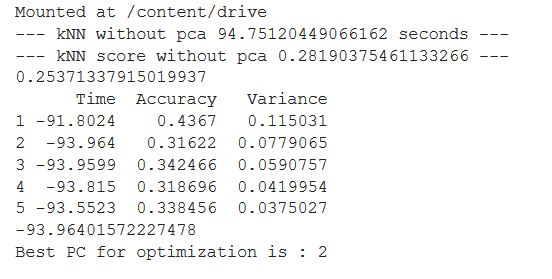 Mounted at /content/drive
--- kNN without pca 94.75120449066162 seconds ---
--- kNN score without pca 0.28190375461133266 ---
0.25371337915019937
Time Accuracy Variance
1 -91.8024 0.4367 0.115031
2 -93.964 0.31622 0.0779065
3 -93.9599 0.342466 0.0590757
4 -93.815 0.318696 0.0419954
5 -93.5523 0.338456 0.0375027
-93.96401572227478
Best PC for optimization is : 2